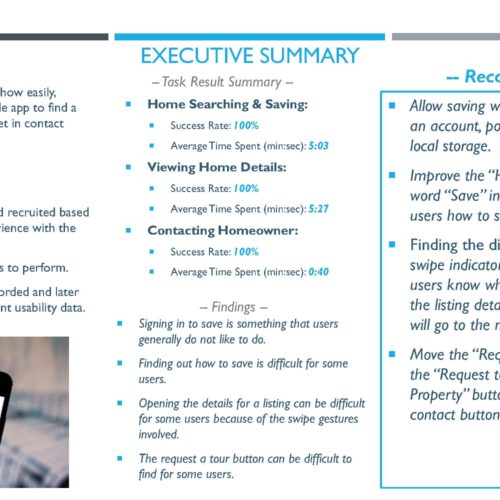 how easily,
le app to find a
et in contact
d recruited based
rience with the
s to perform.
orded and later
nt usability data.
EXECUTIVE SUMMARY
-- Task Result Summary --
Home Searching & Saving:
Success Rate: 100%
Average Time Spent (min:sec): 5:03
Viewing Home Details:
Success Rate: 100%
Average Time Spent (min:sec): 5:27
Contacting Homeowner:
Success Rate: 100%
Average Time Spent (min:sec): 0:40
-- Findings --
Signing in to save is something that users
generally do not like to do.
Finding out how to save is difficult for some
users.
Opening the details for a listing can be difficult
for some users because of the swipe gestures
involved.
The request a tour button can be difficult to
find for some users.
-- Reco
Allow saving w
an account, po
local storage.
Improve the “H
word “Save” in
users how to s
Finding the di
swipe indicator
users know wh
the listing deta
will go to the n
Move the “Req
the “Request to
Property” butt
contact button